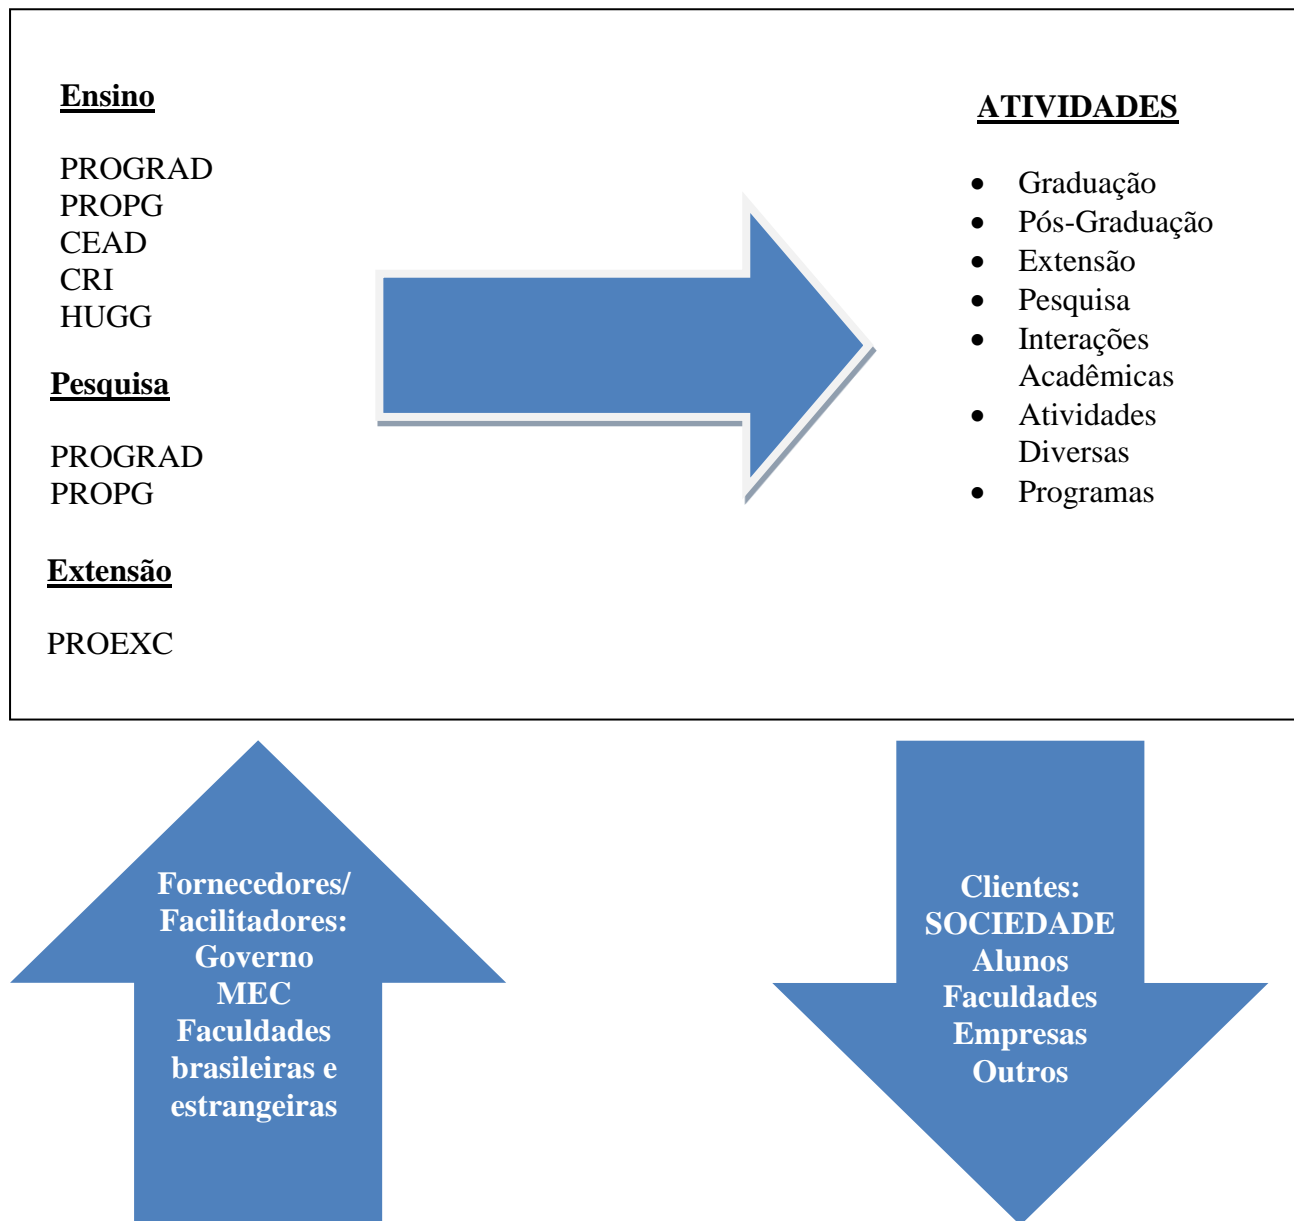 Ensino
PROGRAD
PROPG
CEAD
CRI
HUGG
Pesquisa
PROGRAD
PROPG
Extensão
PROEXC
ATIVIDADES
• Graduação
• Pós-Graduação
• Extensão
• Pesquisa
• Interações
Acadêmicas
• Atividades
Diversas
• Programas
Fornecedores/
Facilitadores:
Governo
MEC
Faculdades
brasileiras e
estrangeiras
Clientes:
SOCIEDADE
Alunos
Faculdades
Empresas
Outros